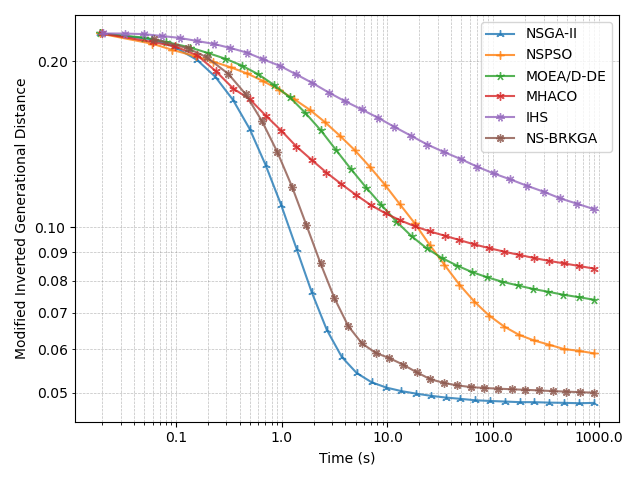 NSGA-II
NSPSO
MOEA/D-DE
MHACO
IHS
NS-BRKGA
0.20
0.10
0.09
0.08
0.07
0.06
0.05
Modified Inverted Generational Distance
0.1
1.0
10.0
100.0
1000.0
Time (s)